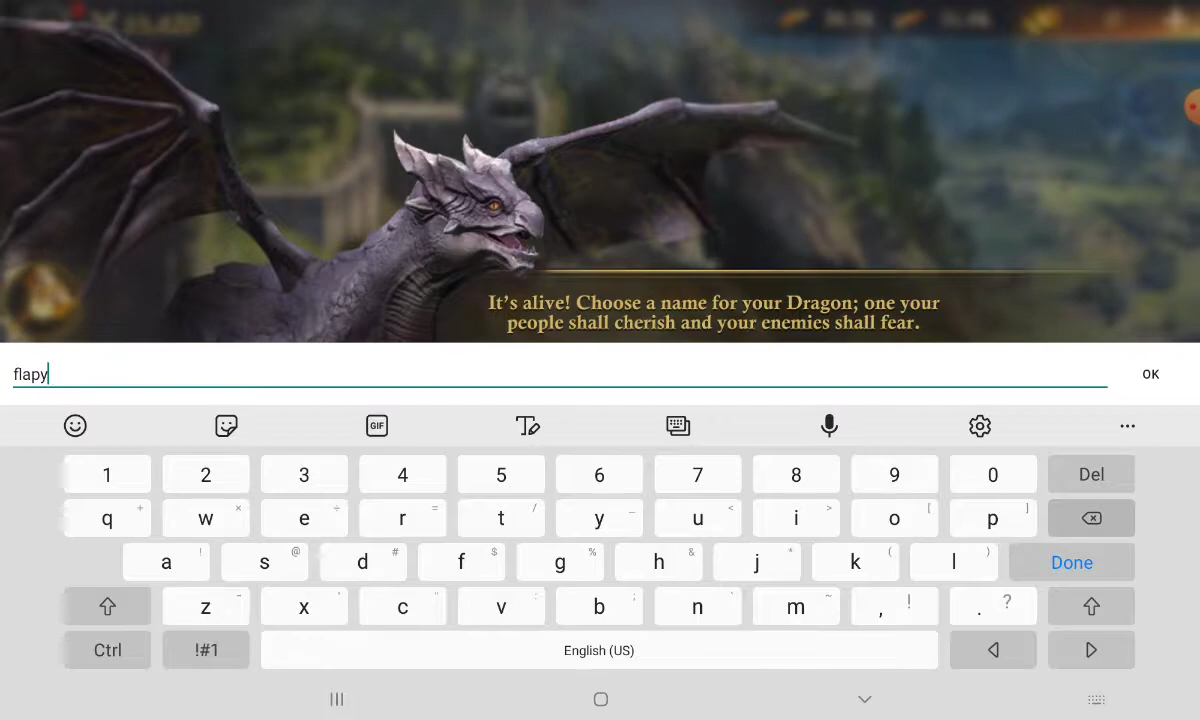 It's alive! Choose a name for your Dragon; one your
people shall cherish and your enemies shall fear.
flapy
OK
GIF
1 2 3 4 5 6 7 8 9 0 Del
q + w × e ÷ r = t / y _ u < i > o [ p ]
a ! s @ d # f $ g % h & j * k ( l ) Done
z x c v b n m , ! . ?
Ctrl !#1 English (US)